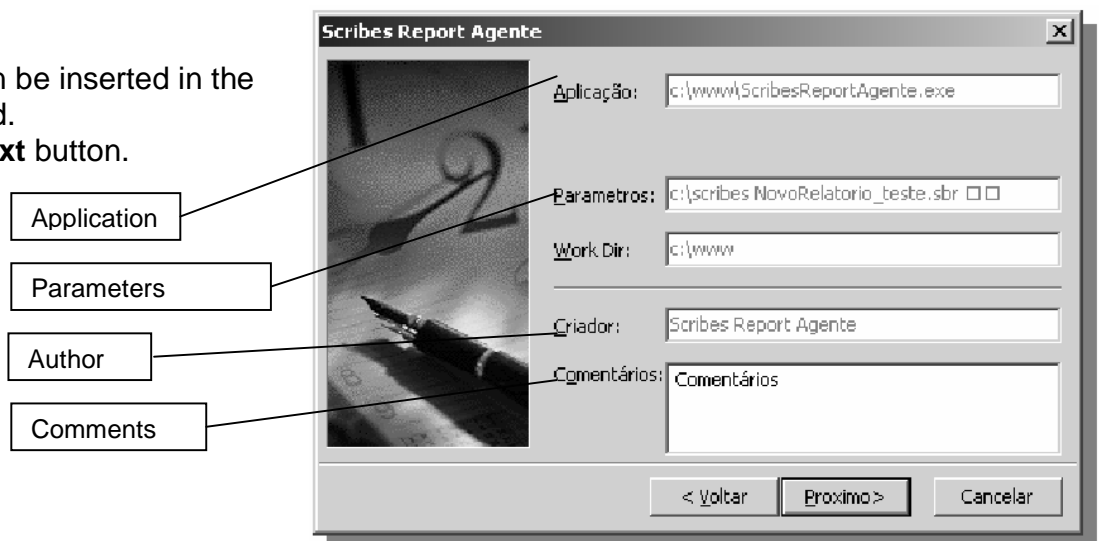 n be inserted in the
d.
xt button.
Application
Parameters
Author
Comments
Scribes Report Agente
Aplicação: c:\www\ScribesReportAgente.exe
Parametros: c:\scribes NovoRelatorio_teste.sbr □□
Work Dir: c:\www
Criador: Scribes Report Agente
Comentários: Comentários
< Voltar Proximo > Cancelar